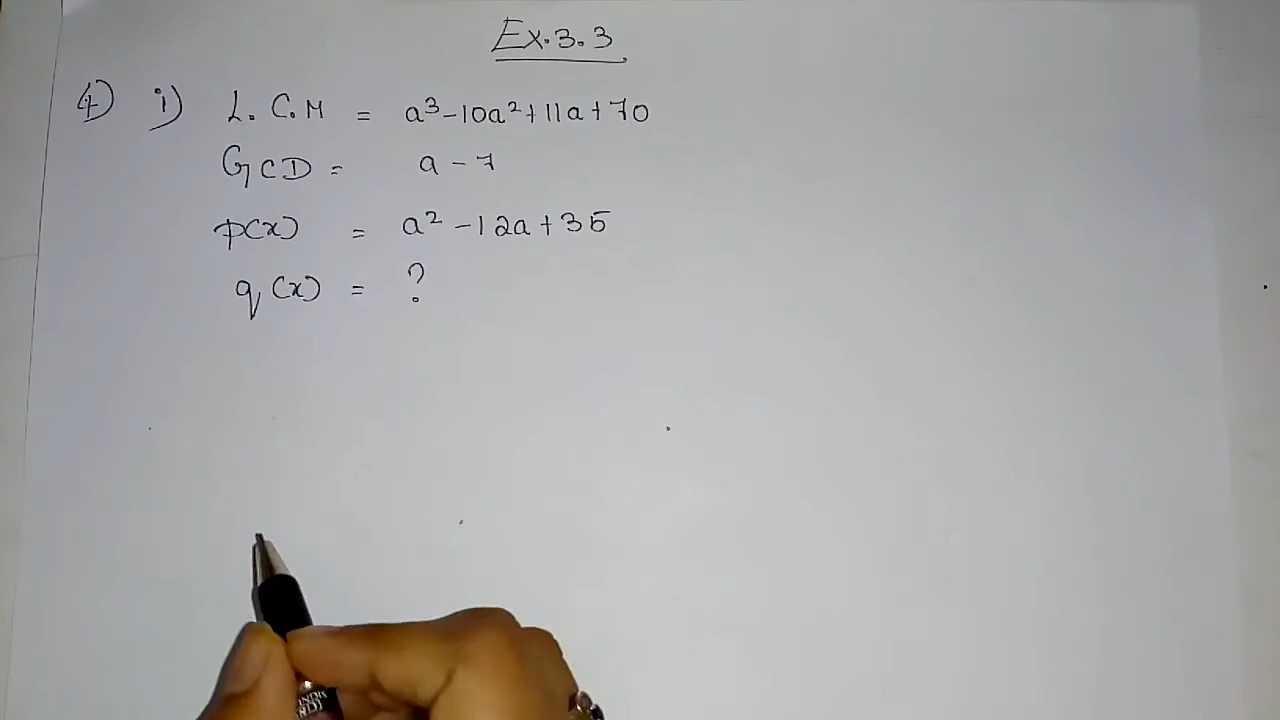 Ex.3.3
4) i) L.C.M = a³-10a²+11a+70
GCD = a-7
p(x) = a²-12a+35
q(x) = ?